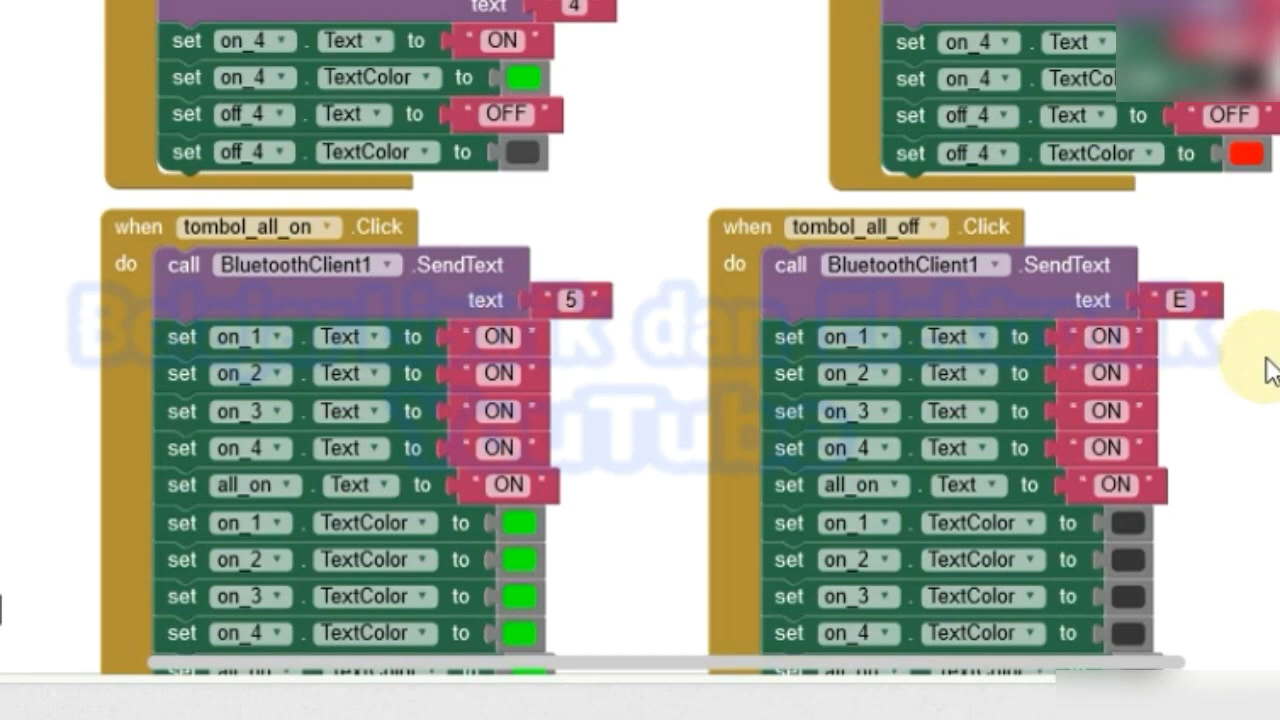 text " 4 "
set on_4 . Text to " ON "
set on_4 . TextColor to
set off_4 . Text to " OFF "
set off_4 . TextColor to
set on_4 . Text
set on_4 .
set off_4 . Text to " OFF "
set off_4 . TextColor to
when tombol_all_on .Click
do call BluetoothClient1 .SendText
text " 5 "
set on_1 . Text to " ON "
set on_2 . Text to " ON "
set on_3 . Text to " ON "
set on_4 . Text to " ON "
set all_on . Text to " ON "
set on_1 . TextColor to
set on_2 . TextColor to
set on_3 . TextColor to
set on_4 . TextColor to
when tombol_all_off .Click
do call BluetoothClient1 .SendText
text " E "
set on_1 . Text to " ON "
set on_2 . Text to " ON "
set on_3 . Text to " ON "
set on_4 . Text to " ON "
set all_on . Text to " ON "
set on_1 . TextColor to
set on_2 . TextColor to
set on_3 . TextColor to
set on_4 . TextColor to
dan
YouTube